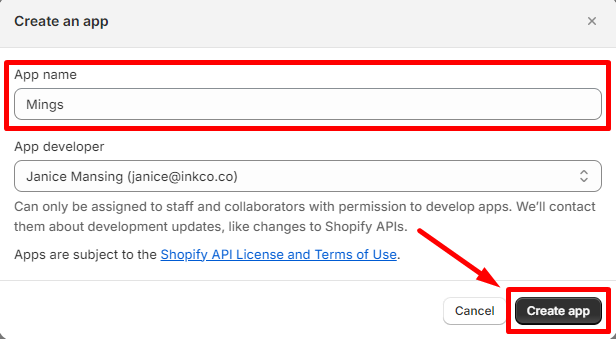 Create an app
App name
Mings
App developer
Janice Mansing (janice@inkco.co)
Can only be assigned to staff and collaborators with permission to develop apps. We’ll contact
them about development updates, like changes to Shopify APIs.
Apps are subject to the Shopify API License and Terms of Use.
Cancel
Create app